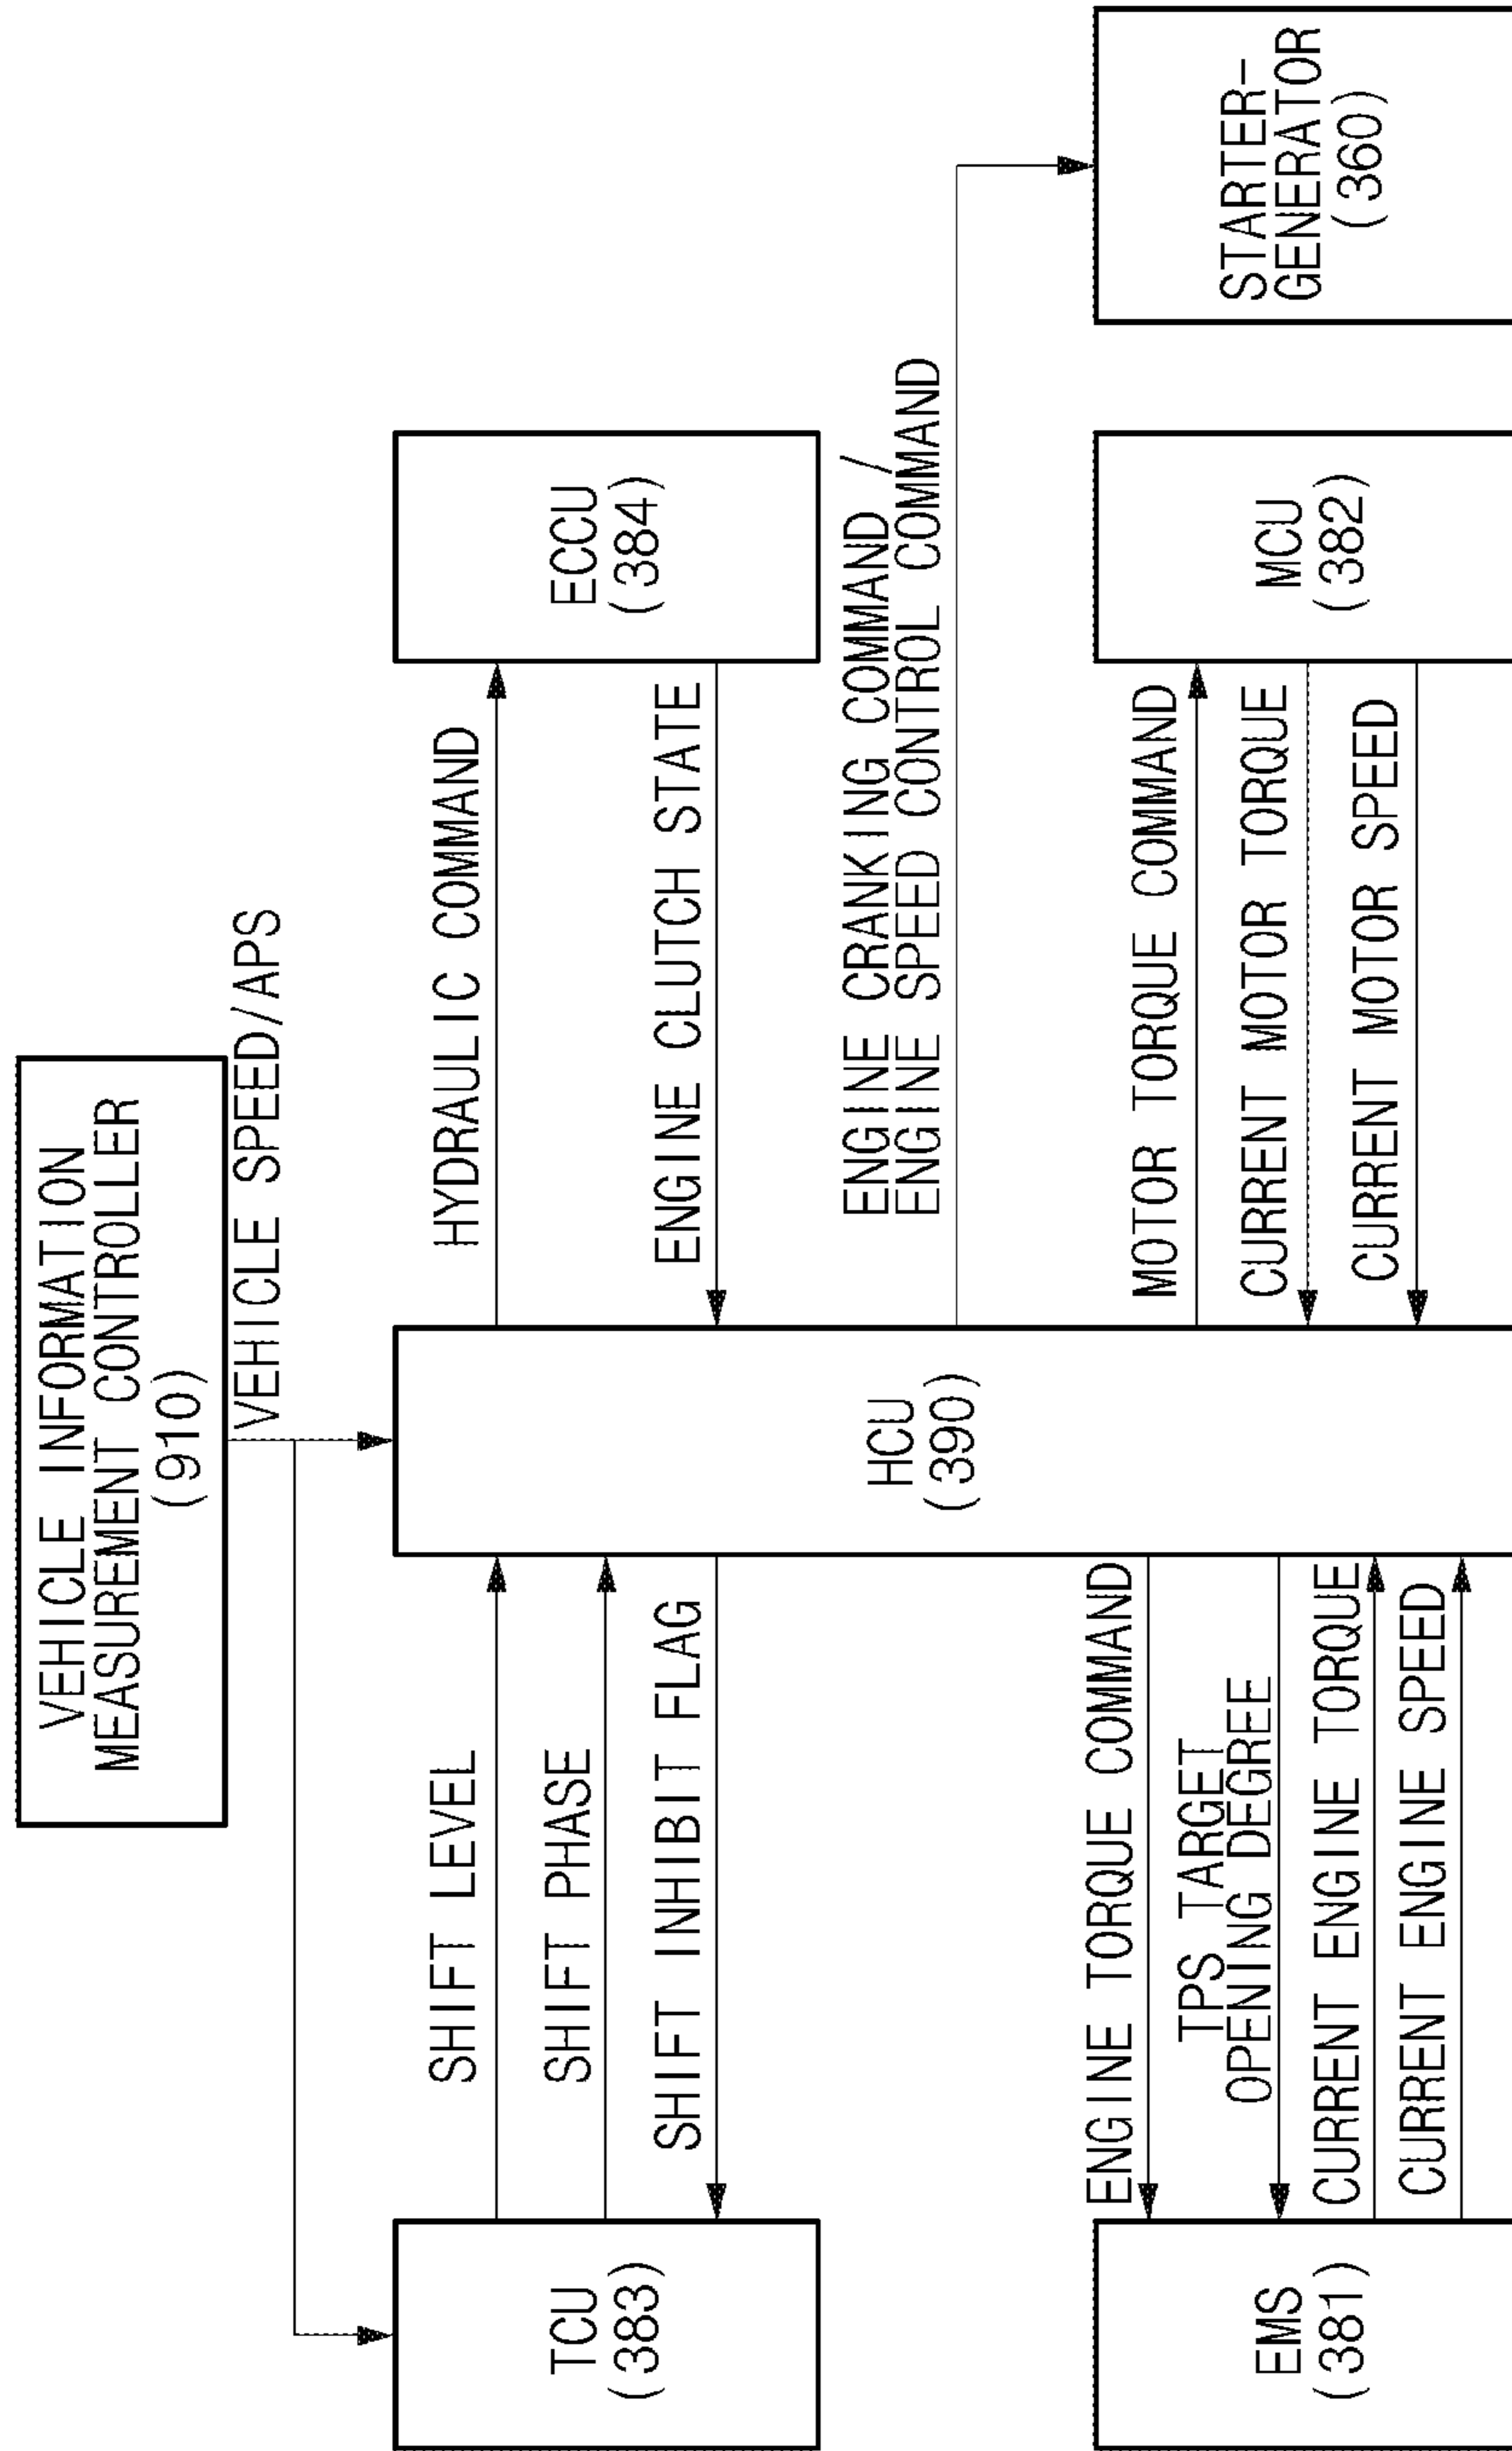 VEHICLE INFORMATION
MEASUREMENT CONTROLLER
(910)
VEHICLE SPEED/APS
TCU
(383)
SHIFT LEVEL
SHIFT PHASE
SHIFT INHIBIT FLAG
HCU
(390)
HYDRAULIC COMMAND
ENGINE CLUTCH STATE
ECCU
(384)
ENGINE CRANKING COMMAND /
ENGINE SPEED CONTROL COMMAND
EMS
(381)
ENGINE TORQUE COMMAND
TPS TARGET
OPENING DEGREE
CURRENT ENGINE TORQUE
CURRENT ENGINE SPEED
MOTOR TORQUE COMMAND
CURRENT MOTOR TORQUE
CURRENT MOTOR SPEED
MCU
(382)
STARTER-
GENERATOR
(360)